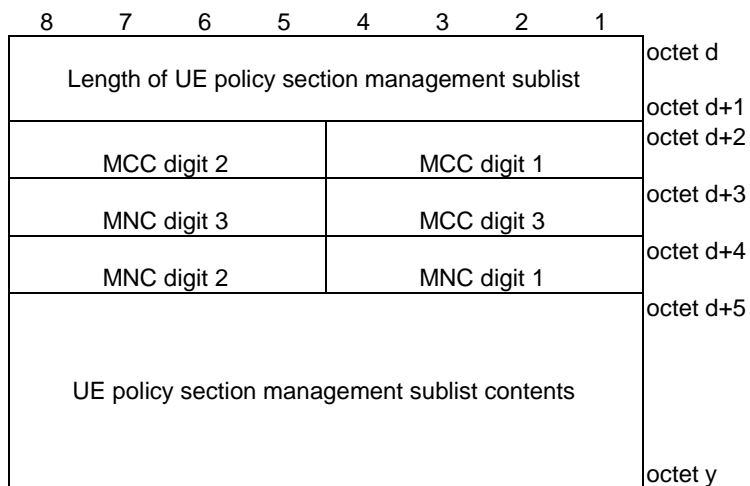 8 7 6 5 4 3 2 1
octet d
Length of UE policy section management sublist
octet d+1
octet d+2
MCC digit 2 MCC digit 1
octet d+3
MNC digit 3 MCC digit 3
octet d+4
MNC digit 2 MNC digit 1
octet d+5
UE policy section management sublist contents
octet y